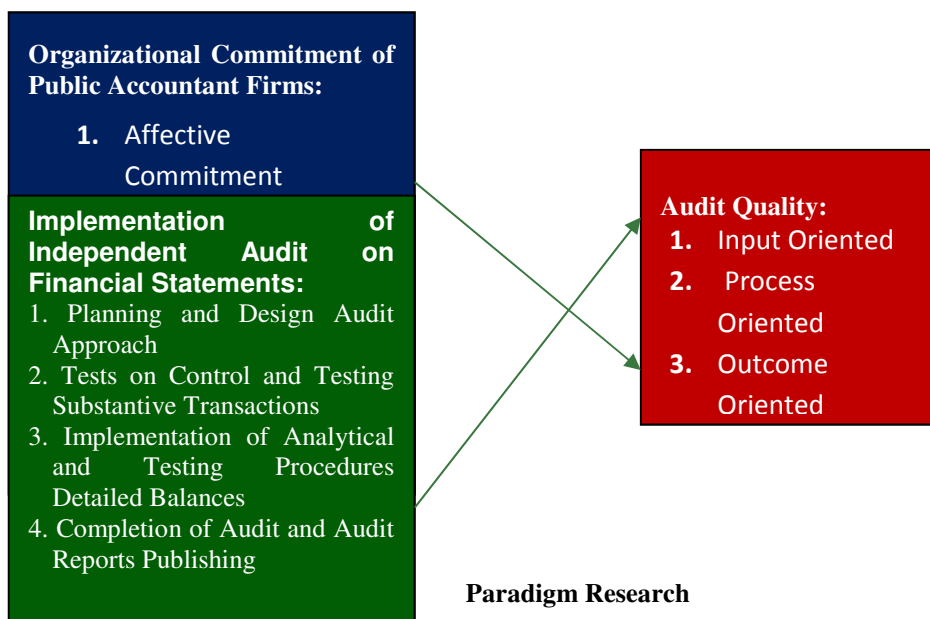 Organizational Commitment of
Public Accountant Firms:
1. Affective
Commitment
Implementation of
Independent Audit on
Financial Statements:
1. Planning and Design Audit
Approach
2. Tests on Control and Testing
Substantive Transactions
3. Implementation of Analytical
and Testing Procedures
Detailed Balances
4. Completion of Audit and Audit
Reports Publishing
Audit Quality:
1. Input Oriented
2. Process
Oriented
3. Outcome
Oriented
Paradigm Research